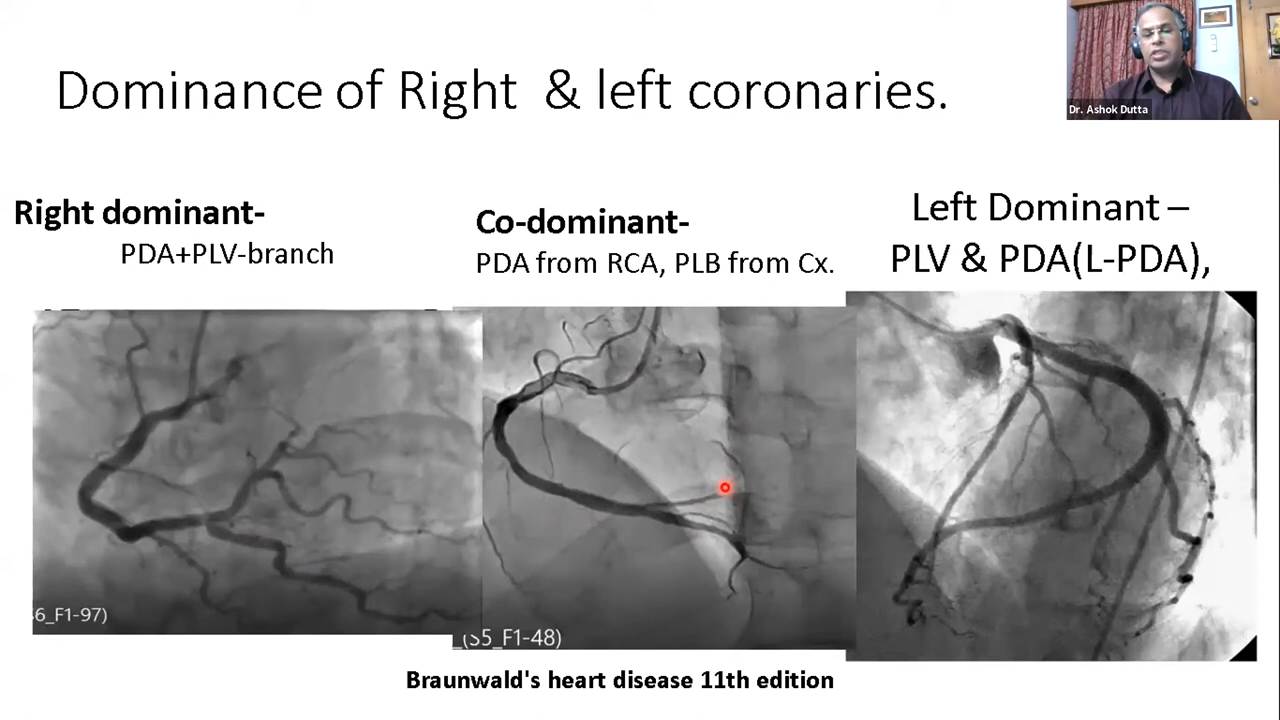 Dominance of Right & left coronaries.
Dr. Ashok Dutta
Right dominant-
PDA+PLV-branch
Co-dominant-
PDA from RCA, PLB from Cx.
Left Dominant –
PLV & PDA(L-PDA),
6_F1-97)
_(S5_F1-48)
Braunwald's heart disease 11th edition